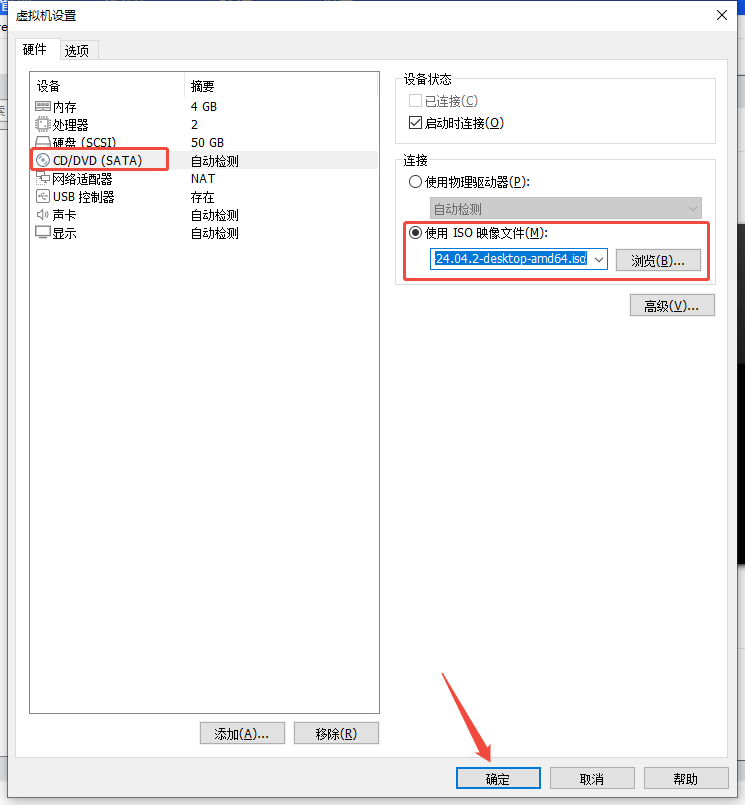 虚拟机设置
硬件 选项
设备 摘要
内存 4 GB
处理器 2
硬盘 (SCSI) 50 GB
CD/DVD (SATA) 自动检测
网络适配器 NAT
USB 控制器 存在
声卡 自动检测
显示 自动检测
添加(A)... 移除(R)
设备状态
已连接(C)
启动时连接(O)
连接
使用物理驱动器(P):
自动检测
使用 ISO 映像文件(M):
24.04.2-desktop-amd64.iso 浏览(B)...
高级(V)...
确定 取消 帮助